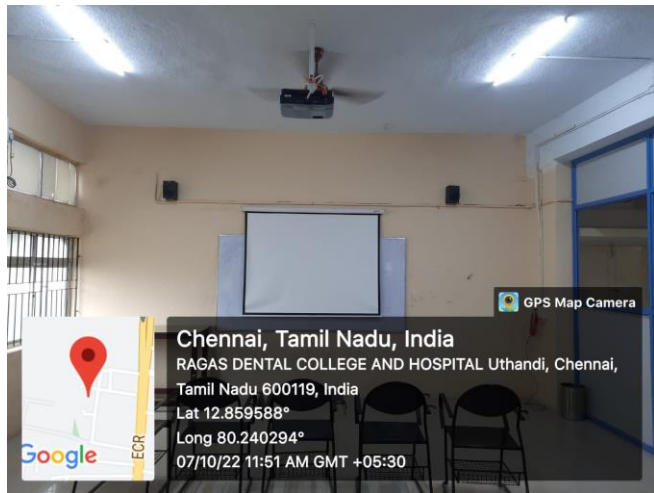 GPS Map Camera
Chennai, Tamil Nadu, India
RAGAS DENTAL COLLEGE AND HOSPITAL Uthandi, Chennai,
Tamil Nadu 600119, India
Lat 12.859588°
Long 80.240294°
07/10/22 11:51 AM GMT +05:30
Google
ECR